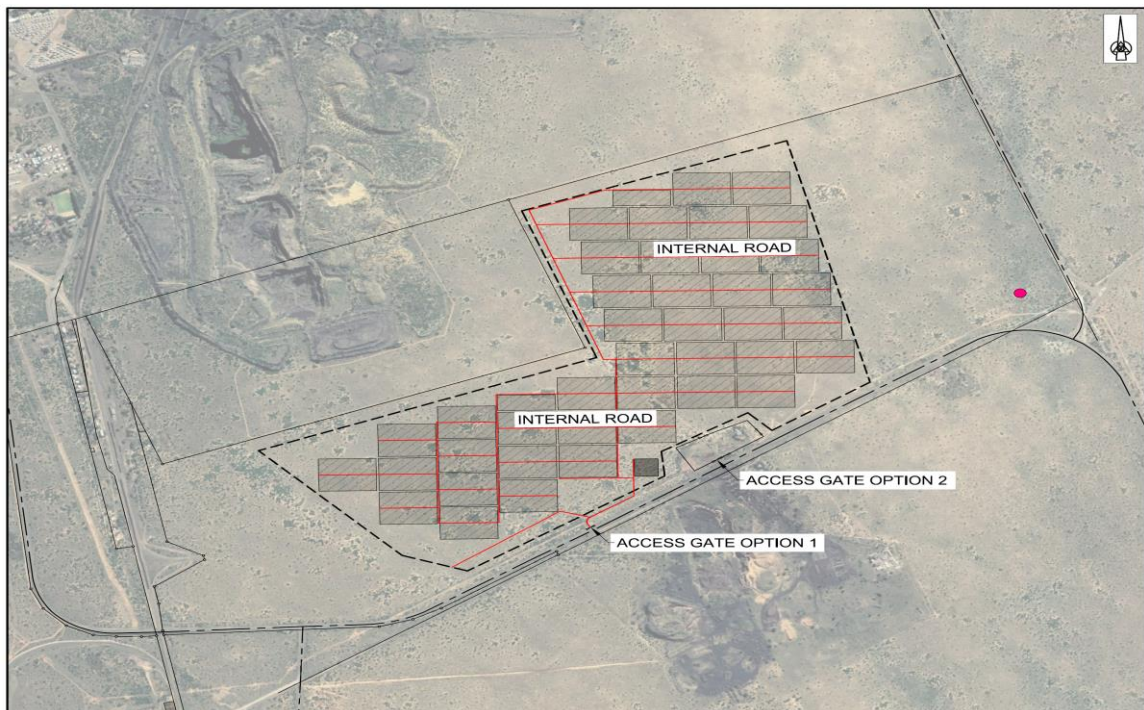 INTERNAL ROAD
INTERNAL ROAD
ACCESS GATE OPTION 2
ACCESS GATE OPTION 1